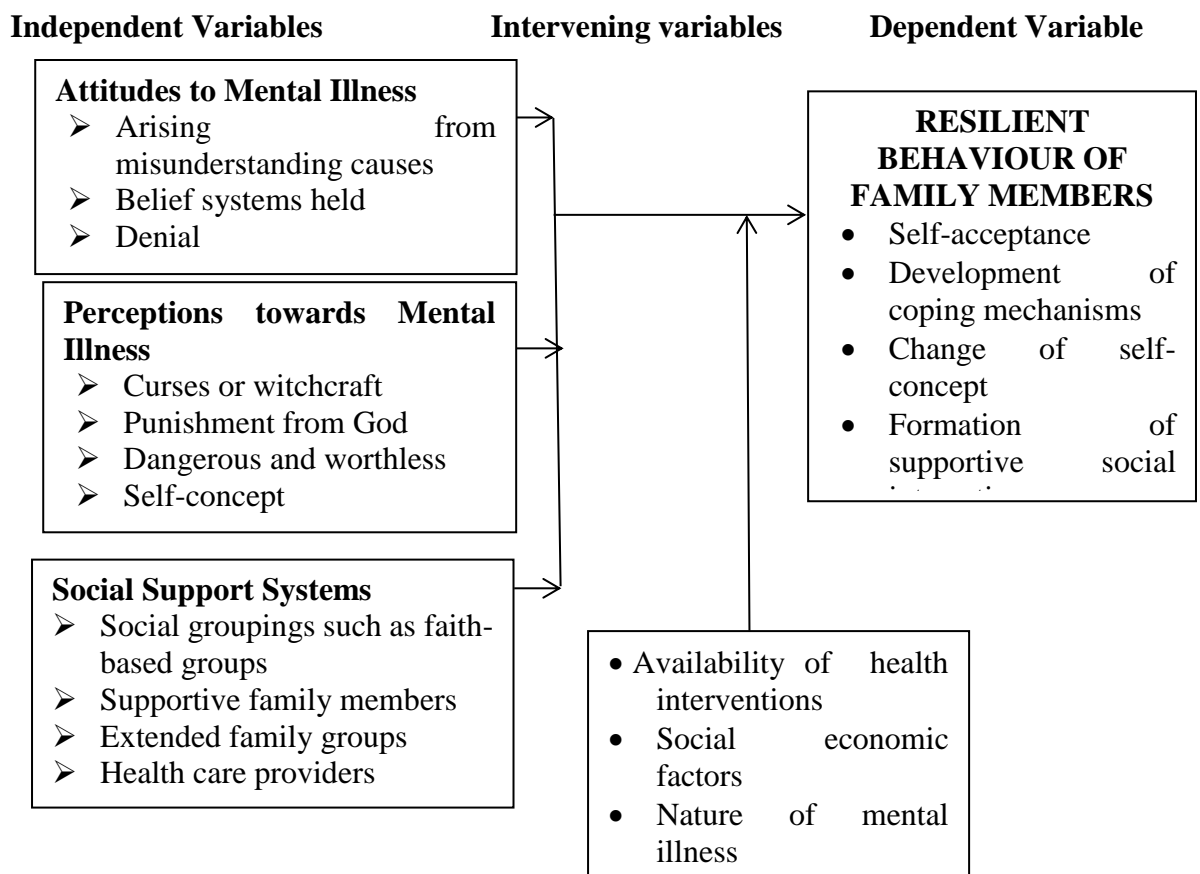 Independent Variables Intervening variables Dependent Variable
Attitudes to Mental Illness
➢ Arising from
misunderstanding causes
➢ Belief systems held
➢ Denial
Perceptions towards Mental
Illness
➢ Curses or witchcraft
➢ Punishment from God
➢ Dangerous and worthless
➢ Self-concept
Social Support Systems
➢ Social groupings such as faith-
based groups
➢ Supportive family members
➢ Extended family groups
➢ Health care providers
• Availability of health
interventions
• Social economic
factors
• Nature of mental
illness
RESILIENT
BEHAVIOUR OF
FAMILY MEMBERS
• Self-acceptance
• Development of
coping mechanisms
• Change of self-
concept
• Formation of
supportive social